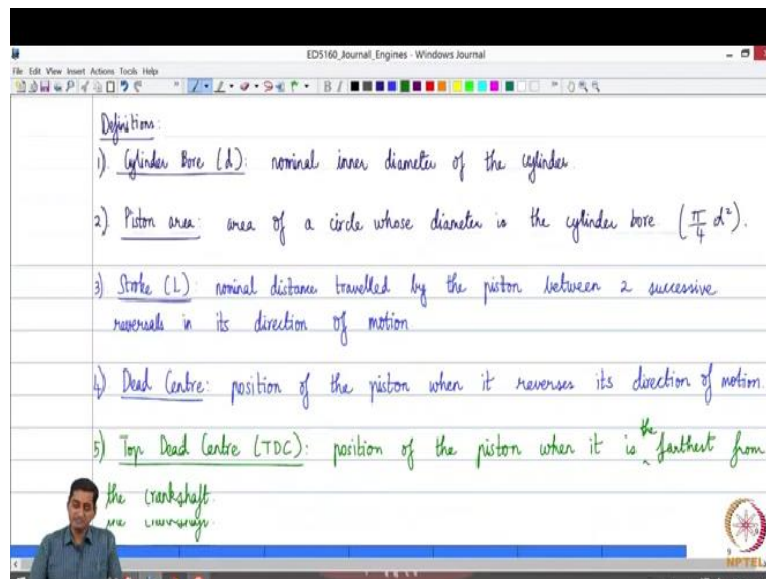 ED5160_Journal_Engines - Windows Journal
File Edit View Insert Actions Tools Help
B I
Definitions:
1). Cylinder Bore (d): nominal inner diameter of the cylinder.
2). Piston area: area of a circle whose diameter is the cylinder bore (π/4 d²).
3). Stroke (L): nominal distance travelled by the piston between 2 successive
reversals in its direction of motion
4) Dead Centre: position of the piston when it reverses its direction of motion.
5) Top Dead Centre (TDC): position of the piston when it is the farthest from
the crankshaft.
NPTEL